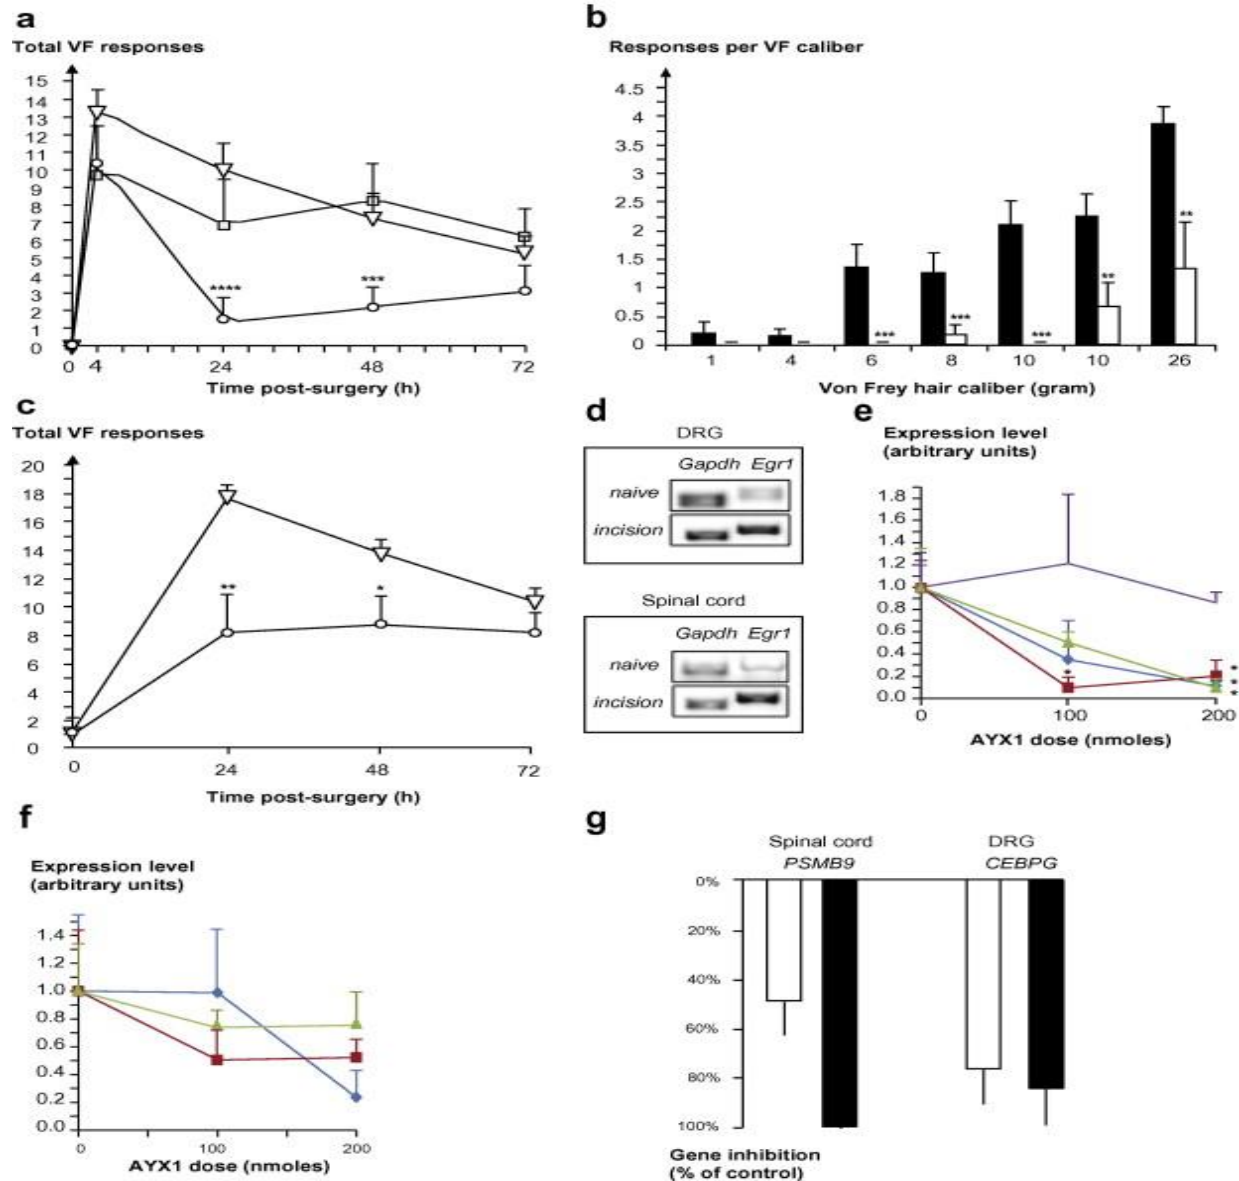 a
Total VF responses
15
14
13
12
11
10
9
8
7
6
5
4
3
2
1
0
**** ***
0 4 24 48 72
Time post-surgery (h)
b
Responses per VF caliber
4.5
4
3.5
3
2.5
2
1.5
1
0.5
0
*** *** *** ** **
1 4 6 8 10 10 26
Von Frey hair caliber (gram)
c
Total VF responses
20
18
16
14
12
10
8
6
4
2
0
** *
0 24 48 72
Time post-surgery (h)
d
DRG
Gapdh Egr1
naive
incision
Spinal cord
Gapdh Egr1
naive
incision
e
Expression level
(arbitrary units)
1.8
1.6
1.4
1.2
1.0
0.8
0.6
0.4
0.2
0.0
*
*
*
*
0 100 200
AYX1 dose (nmoles)
f
Expression level
(arbitrary units)
1.4
1.2
1.0
0.8
0.6
0.4
0.2
0.0
0 100 200
AYX1 dose (nmoles)
g
Spinal cord DRG
PSMB9 CEBPG
0%
20%
40%
60%
80%
100%
Gene inhibition
(% of control)